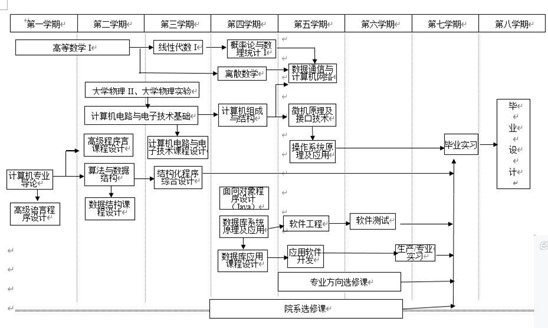 第一学期
第二学期
第三学期
第四学期
第五学期
第六学期
第七学期
第八学期
高等数学 I
线性代数 I
概率论与数
理统计 I
离散数学
数据通信与
计算机网络
大学物理 II、大学物理实验
计算机电路与电子技术基础
计算机组成
与结构
微机原理及
接口技术
毕
业
设
计
高级程序言
课程设计
计算机电路与电
子技术课程设计
操作系统原
理及应用
毕业实习
计算机专业
导论
算法与数据
结构
结构化程序
综合设计
高级语言程
序设计
数据结构课
程设计
面向对象程
序设计
(Java)
数据库系统
原理及应用
软件工程
软件测试
数据库应用
课程设计
应用软件
开发
生产/专业
实习
专业方向选修课
院系选修课